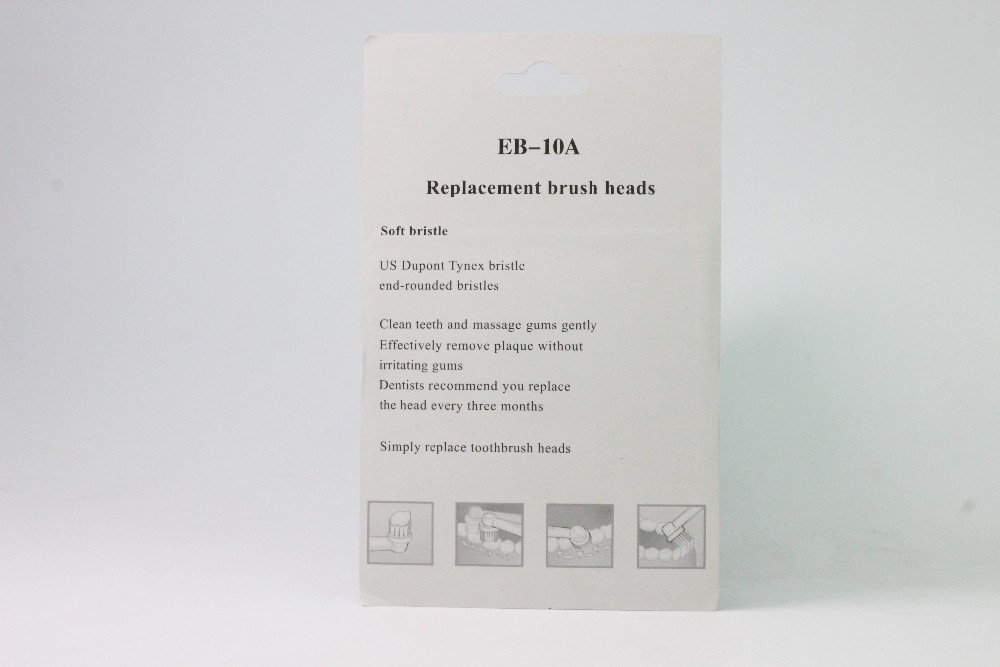 EB–10A
Replacement brush heads
Soft bristle
US Dupont Tynex bristle
end-rounded bristles
Clean teeth and massage gums gently
Effectively remove plaque without
irritating gums
Dentists recommend you replace
the head every three months
Simply replace toothbrush heads